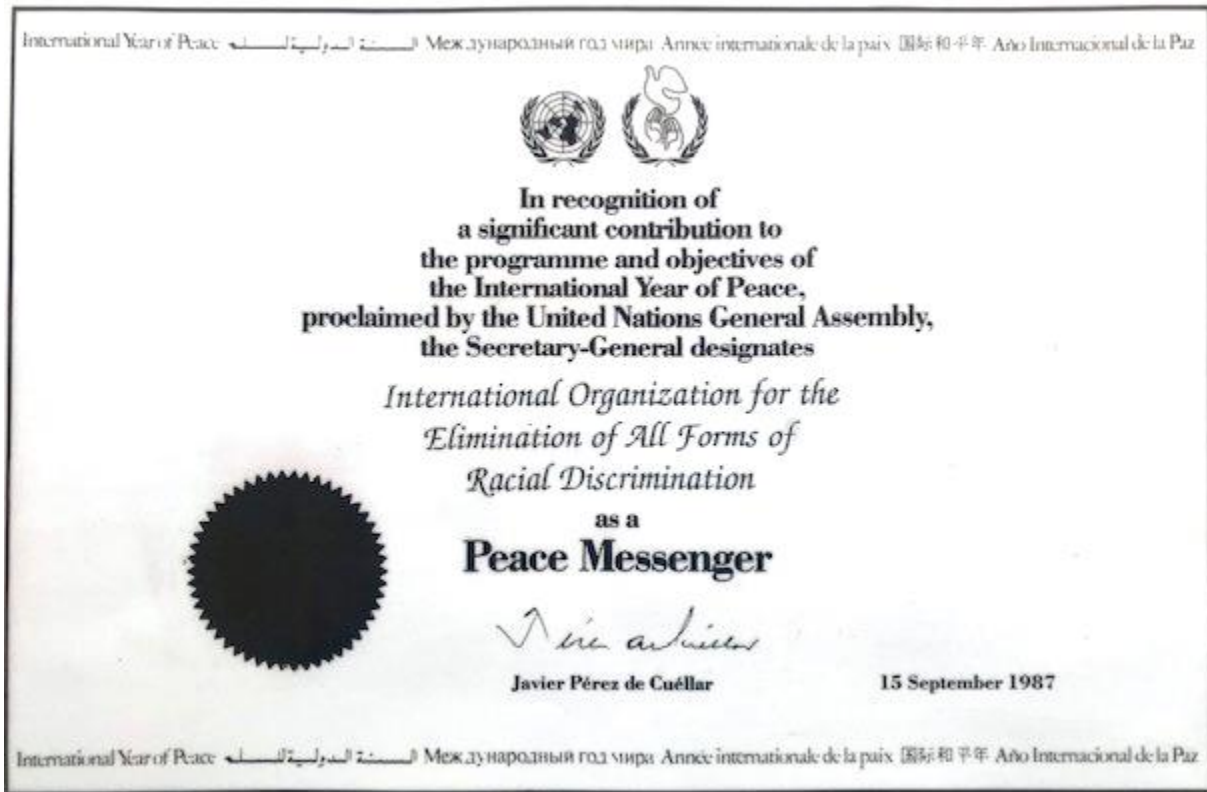 International Year of Peace السنة الدولية للسلم Международный год мира Année internationale de la paix 国际和平年 Año Internacional de la Paz
In recognition of
a significant contribution to
the programme and objectives of
the International Year of Peace,
proclaimed by the United Nations General Assembly,
the Secretary-General designates
International Organization for the
Elimination of All Forms of
Racial Discrimination
as a
Peace Messenger
Javier Pérez de Cuéllar 15 September 1987
International Year of Peace السنة الدولية للسلم Международный год мира Année internationale de la paix 国际和平年 Año Internacional de la Paz